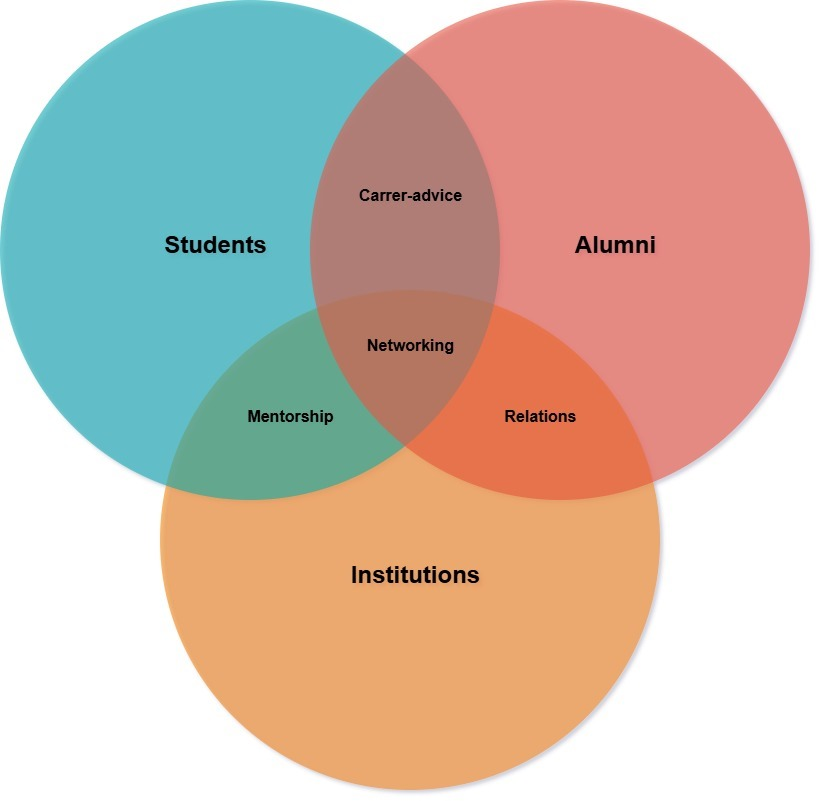 Carrer-advice
Students
Alumni
Networking
Mentorship
Relations
Institutions